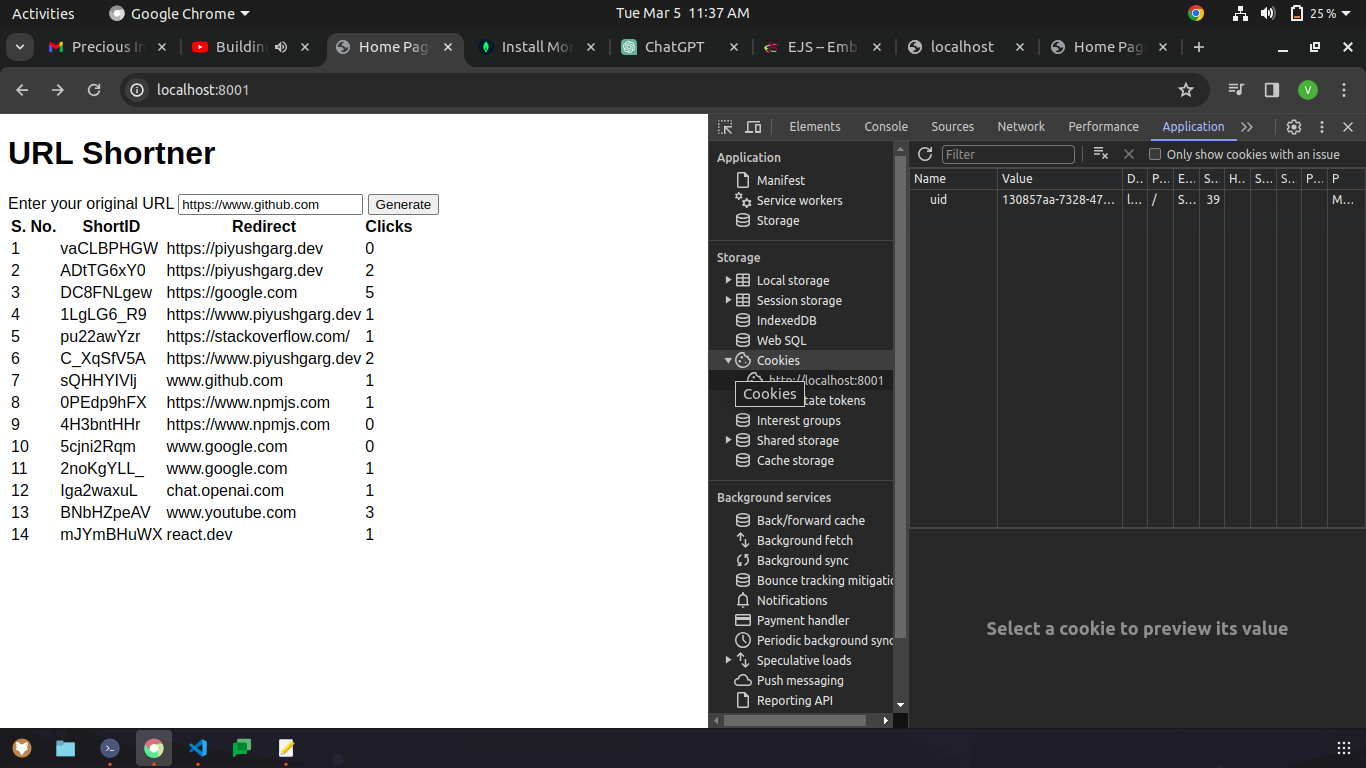 Activities Google Chrome Tue Mar 5 11:37 AM 25 %
Precious In Building Home Pag Install Mon ChatGPT EJS -- Emb localhost Home Pag
localhost:8001 V
URL Shortner
Enter your original URL https://www.github.com Generate
S. No. ShortID Redirect Clicks
1 vaCLBPHGW https://piyushgarg.dev 0
2 ADtTG6xY0 https://piyushgarg.dev 2
3 DC8FNLgew https://google.com 5
4 1LgLG6_R9 https://www.piyushgarg.dev 1
5 pu22awYzr https://stackoverflow.com/ 1
6 C_XqSfV5A https://www.piyushgarg.dev 2
7 www.github.com 1
8 0PEdp9hFX https://www.npmjs.com 1
9 4H3bntHHr https://www.npmjs.com 0
10 5cjni2Rqm www.google.com 0
11 2noKgYLL_ www.google.com 1
12 chat.openai.com 1
13 BNbHZpeAV www.youtube.com 3
14 mJYmBHuWX react.dev 1
Elements Console Sources Network Performance Application
Application
Manifest
Service workers
Storage
Storage
Local storage
Session storage
IndexedDB
Web SQL
Cookies
http://localhost:8001
Cookies
tate tokens
Interest groups
Shared storage
Cache storage
Background services
Back/forward cache
Background fetch
Background sync
Bounce tracking mitigatio
Notifications
Payment handler
Periodic background sync
Speculative loads
Push messaging
Reporting API
Filter Only show cookies with an issue
Name Value D.. P... E... S... H.. S... S... P... P
uid 130857aa-7328-47... l... / S... 39 M...
Select a cookie to preview its value